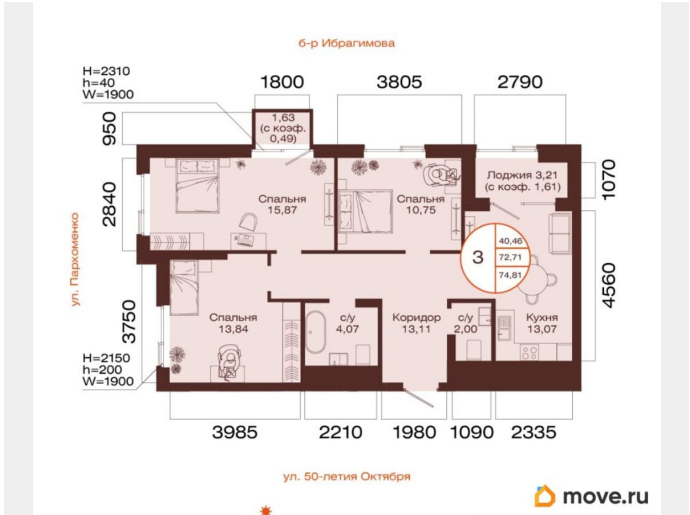 б-р Ибрагимова
H=2310
h=40
W=1900
1800
3805
2790
950
1,63
(с коэф.
0,49)
2840
Спальня
15,87
Спальня
10,75
Лоджия 3,21
(с коэф. 1,61)
1070
ул. Пархоменко
3
40,46
72,71
74,81
4560
3750
Спальня
13,84
с/у
4,07
Коридор
13,11
с/у
2,00
Кухня
13,07
H=2150
h=200
W=1900
3985
2210
1980
1090
2335
ул. 50-летия Октября
move.ru